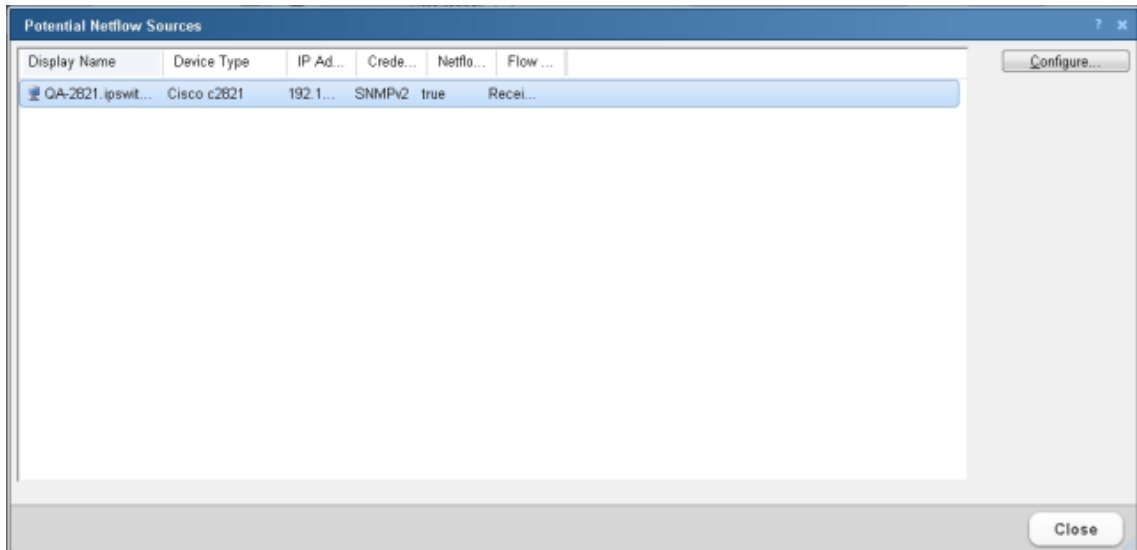 Potential Netflow Sources ? x
Display Name Device Type IP Ad... Crede... Netflo... Flow ...
Configure...
QA-2821.ipswit... Cisco c2821 192.1... SNMPv2 true Recei...
Close